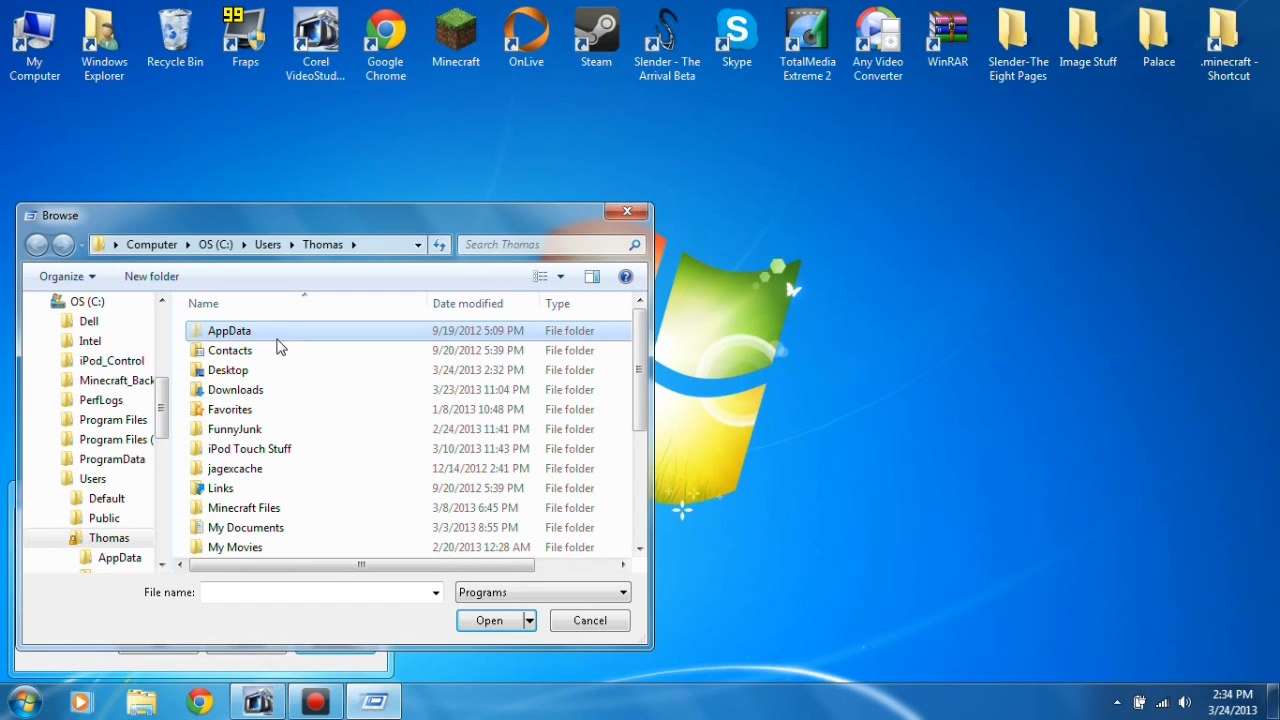 99
My Computer
Windows Explorer
Recycle Bin
Fraps
Corel VideoStud...
Google Chrome
Minecraft
OnLive
Steam
Slender - The Arrival Beta
Skype
TotalMedia Extreme 2
Any Video Converter
WinRAR
Slender-The Eight Pages
Image Stuff
Palace
.minecraft - Shortcut
Browse
Computer OS (C:) Users Thomas
Search Thomas
Organize New folder
OS (C:)
Dell
Intel
iPod_Control
Minecraft_Back
PerfLogs
Program Files
Program Files (
ProgramData
Users
Default
Public
Thomas
AppData
Name Date modified Type
AppData 9/19/2012 5:09 PM File folder
Contacts 9/20/2012 5:39 PM File folder
Desktop 3/24/2013 2:32 PM File folder
Downloads 3/23/2013 11:04 PM File folder
Favorites 1/8/2013 10:48 PM File folder
FunnyJunk 2/24/2013 11:41 PM File folder
iPod Touch Stuff 3/10/2013 11:43 PM File folder
jagexcache 12/14/2012 2:41 PM File folder
Links 9/20/2012 5:39 PM File folder
Minecraft Files 3/8/2013 6:45 PM File folder
My Documents 3/3/2013 8:55 PM File folder
My Movies 2/20/2013 12:28 AM File folder
File name: Programs
Open Cancel
2:34 PM
3/24/2013